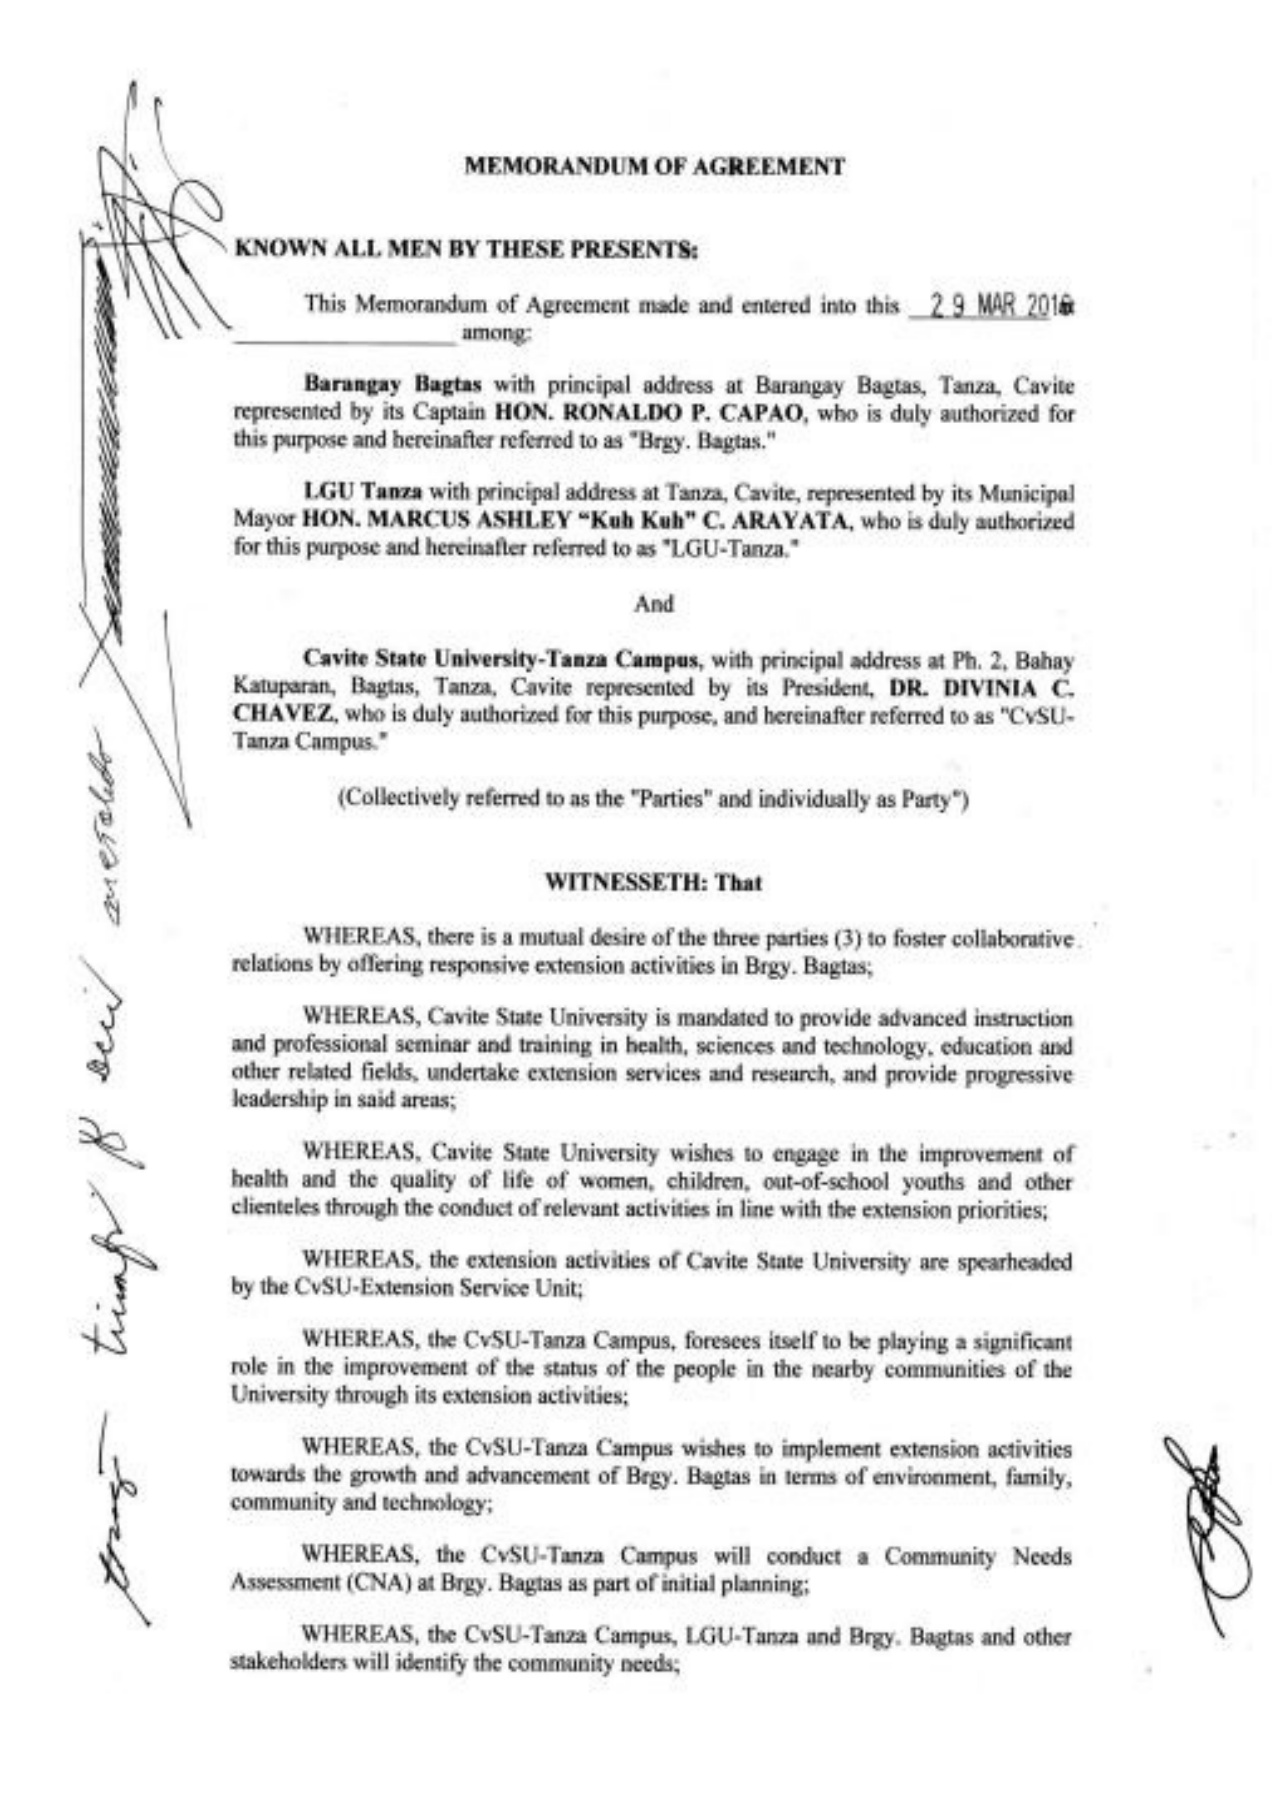 MEMORANDUM OF AGREEMENT
KNOWN ALL MEN BY THESE PRESENTS:
This Memorandum of Agreement made and entered into this 29 MAR
____________________ among:
Barangay Bagtas with principal address at Barangay Bagtas, Tanza, Cavite
represented by its Captain HON. RONALDO P. CAPAO, who is duly authorized for
this purpose and hereinafter referred to as "Brgy. Bagtas."
LGU Tanza with principal address at Tanza, Cavite, represented by its Municipal
Mayor HON. MARCUS ASHLEY “Kuh Kuh” C. ARAYATA, who is duly authorized
for this purpose and hereinafter referred to as "LGU-Tanza."
And
Cavite State University-Tanza Campus, with principal address at Ph. 2, Bahay
Katuparan, Bagtas, Tanza, Cavite represented by its President, DR. DIVINIA C.
CHAVEZ, who is duly authorized for this purpose, and hereinafter referred to as "CvSU-
Tanza Campus."
(Collectively referred to as the "Parties" and individually as Party")
WITNESSETH: That
WHEREAS, there is a mutual desire of the three parties (3) to foster collaborative
relations by offering responsive extension activities in Brgy. Bagtas;
WHEREAS, Cavite State University is mandated to provide advanced instruction
and professional seminar and training in health, sciences and technology, education and
other related fields, undertake extension services and research, and provide progressive
leadership in said areas;
WHEREAS, Cavite State University wishes to engage in the improvement of
health and the quality of life of women, children, out-of-school youths and other
clienteles through the conduct of relevant activities in line with the extension priorities;
WHEREAS, the extension activities of Cavite State University are spearheaded
by the CvSU-Extension Service Unit;
WHEREAS, the CvSU-Tanza Campus, foresees itself to be playing a significant
role in the improvement of the status of the people in the nearby communities of the
University through its extension activities;
WHEREAS, the CvSU-Tanza Campus wishes to implement extension activities
towards the growth and advancement of Brgy. Bagtas in terms of environment, family,
community and technology;
WHEREAS, the CvSU-Tanza Campus will conduct a Community Needs
Assessment (CNA) at Brgy. Bagtas as part of initial planning;
WHEREAS, the CvSU-Tanza Campus, LGU-Tanza and Brgy. Bagtas and other
stakeholders will identify the community needs;